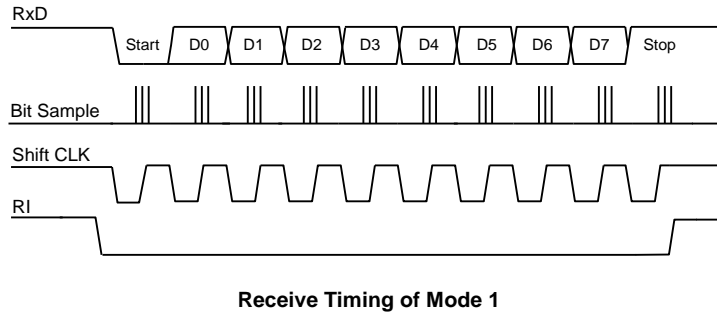 RxD
Start D0 D1 D2 D3 D4 D5 D6 D7 Stop
Bit Sample
Shift CLK
RI
Receive Timing of Mode 1